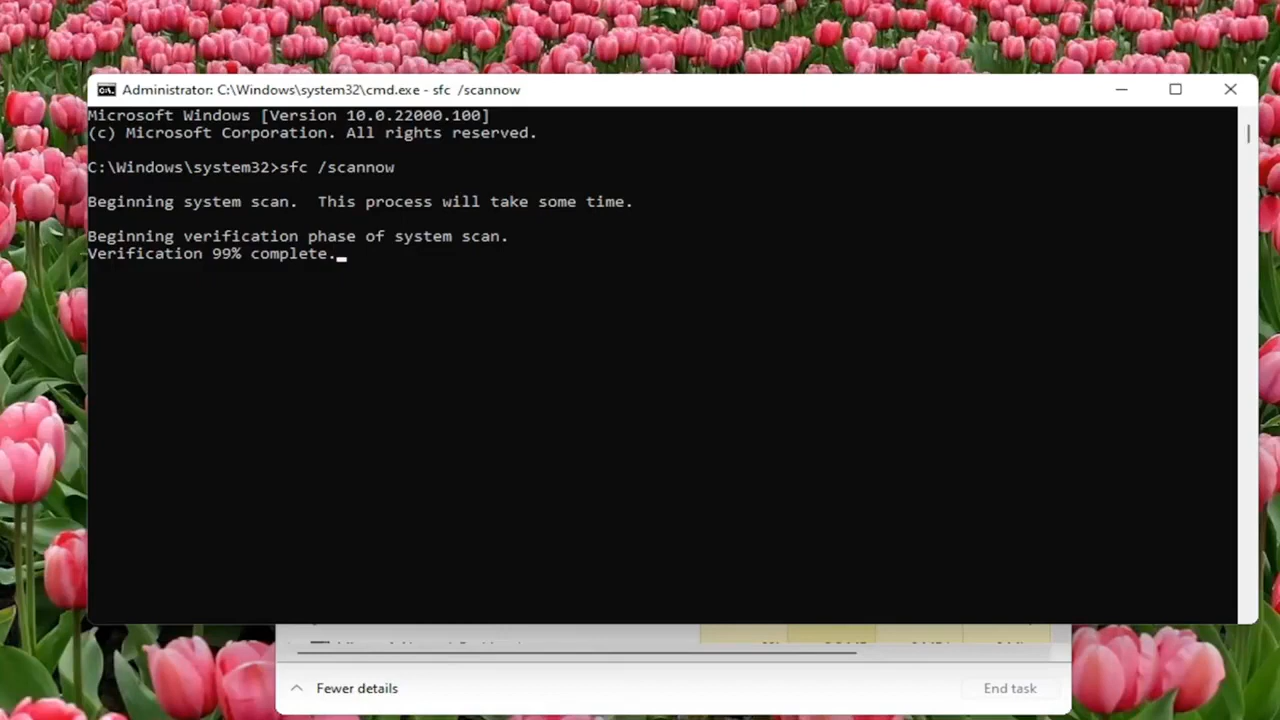 Administrator: C:\Windows\system32\cmd.exe - sfc  /scannow
Microsoft Windows [Version 10.0.22000.100]
(c) Microsoft Corporation. All rights reserved.
C:\Windows\system32>sfc /scannow
Beginning system scan.  This process will take some time.
Beginning verification phase of system scan.
Verification 99% complete.
Fewer details
End task